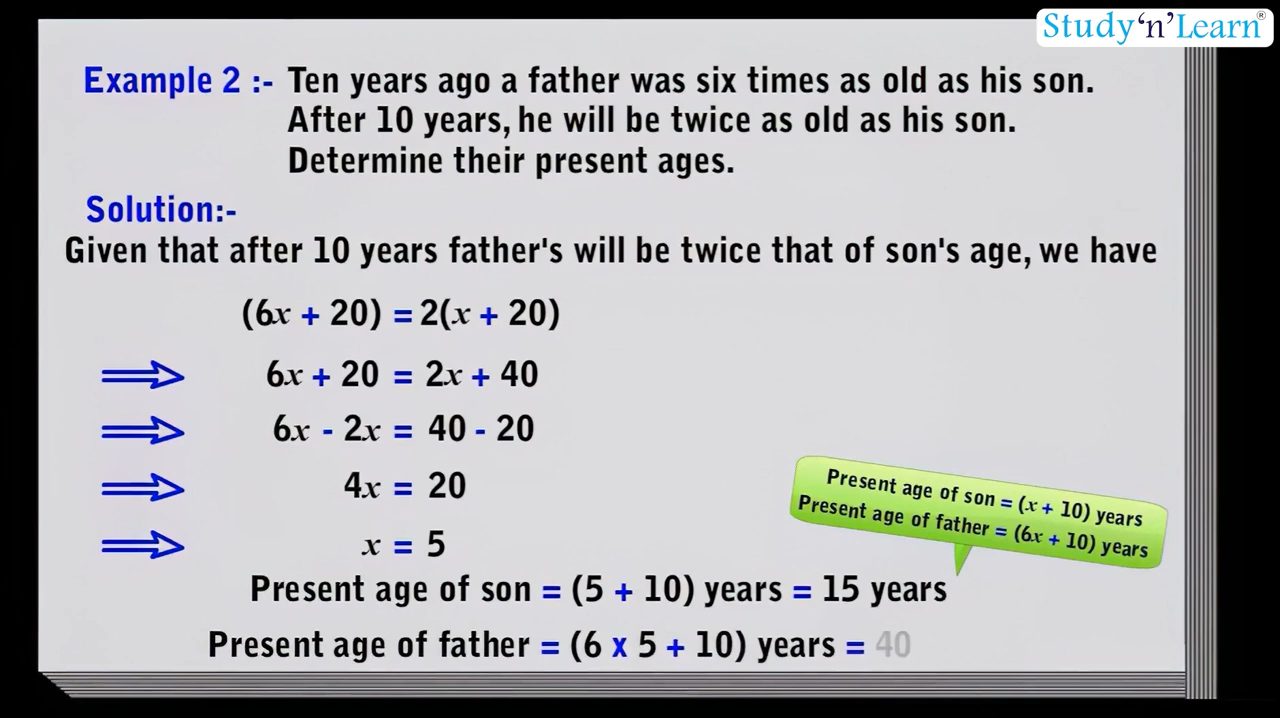 Study‘n’Learn®
Example 2 :- Ten years ago a father was six times as old as his son.
After 10 years, he will be twice as old as his son.
Determine their present ages.
Solution:-
Given that after 10 years father's will be twice that of son's age, we have
(6x + 20) = 2(x + 20)
⟹ 6x + 20 = 2x + 40
⟹ 6x - 2x = 40 - 20
⟹ 4x = 20
⟹ x = 5
Present age of son = (x + 10) years
Present age of father = (6x + 10) years
Present age of son = (5 + 10) years = 15 years
Present age of father = (6 x 5 + 10) years = 40